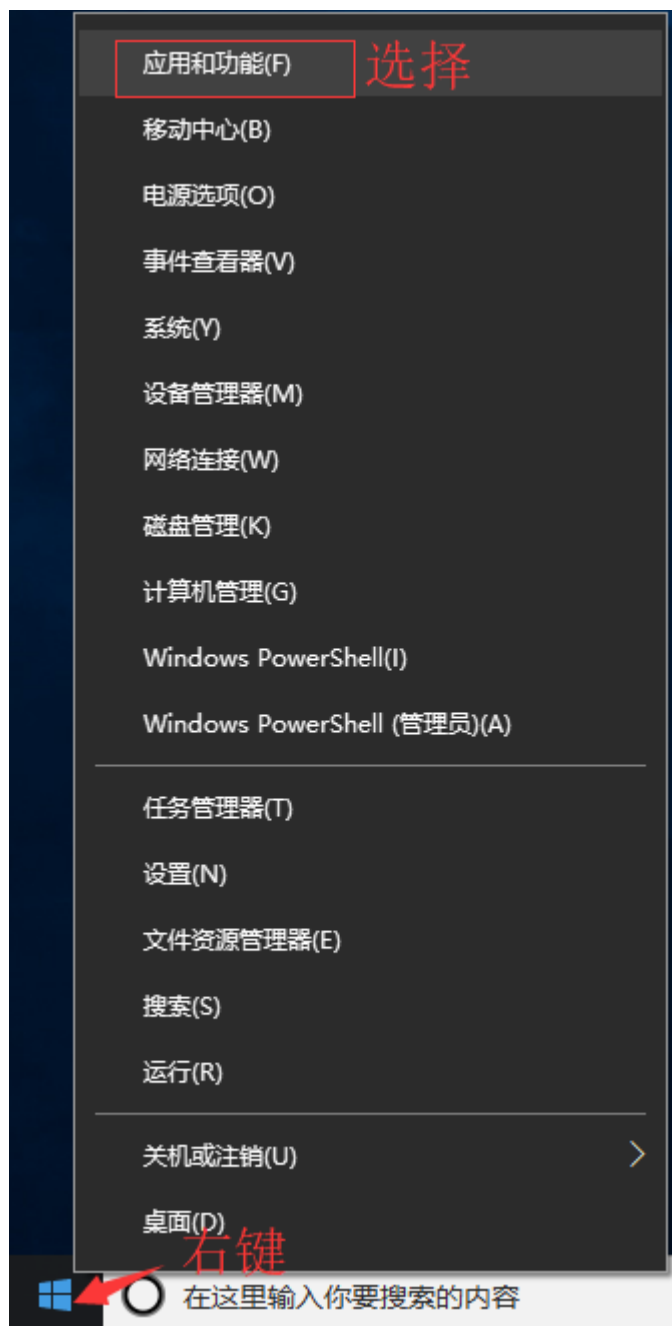 应用和功能(F) 选择
移动中心(B)
电源选项(O)
事件查看器(V)
系统(Y)
设备管理器(M)
网络连接(W)
磁盘管理(K)
计算机管理(G)
Windows PowerShell(I)
Windows PowerShell (管理员)(A)
任务管理器(T)
设置(N)
文件资源管理器(E)
搜索(S)
运行(R)
关机或注销(U)
桌面(D)
右键
在这里输入你要搜索的内容